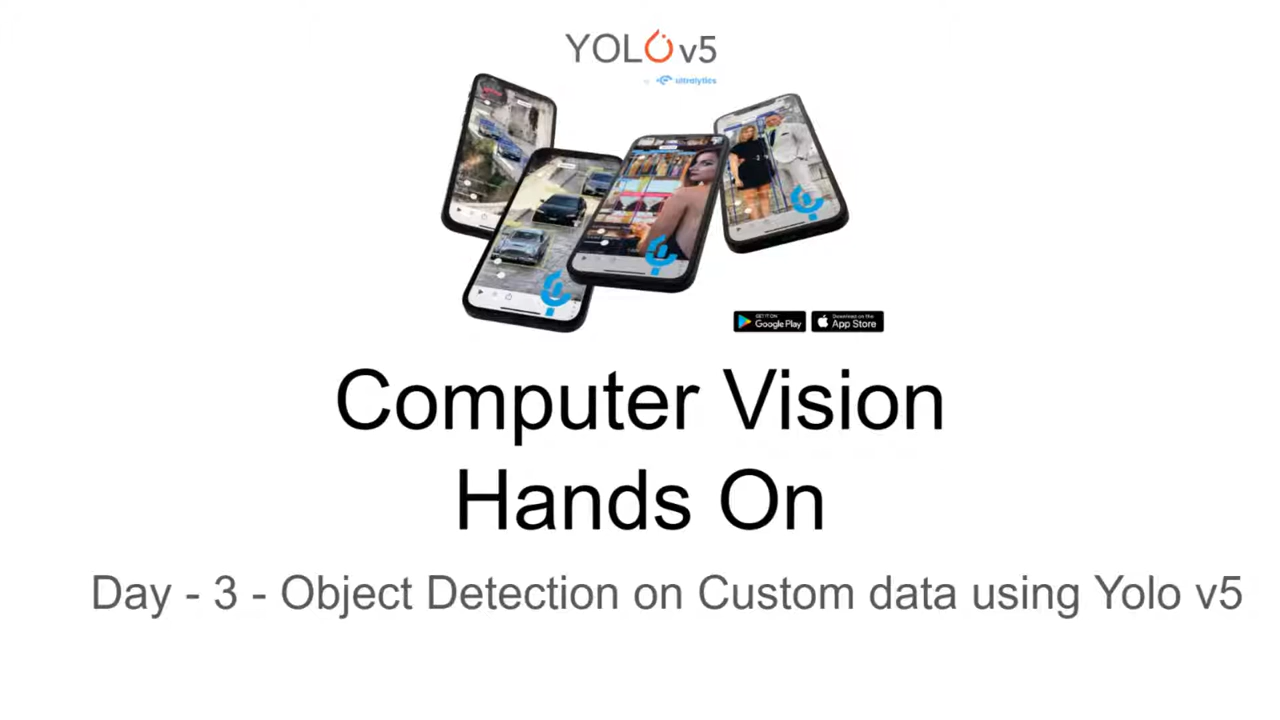 YOLOv5
ultralytics
GET IT ON
Google Play
Download on the
App Store
Computer Vision
Hands On
Day - 3 - Object Detection on Custom data using Yolo v5